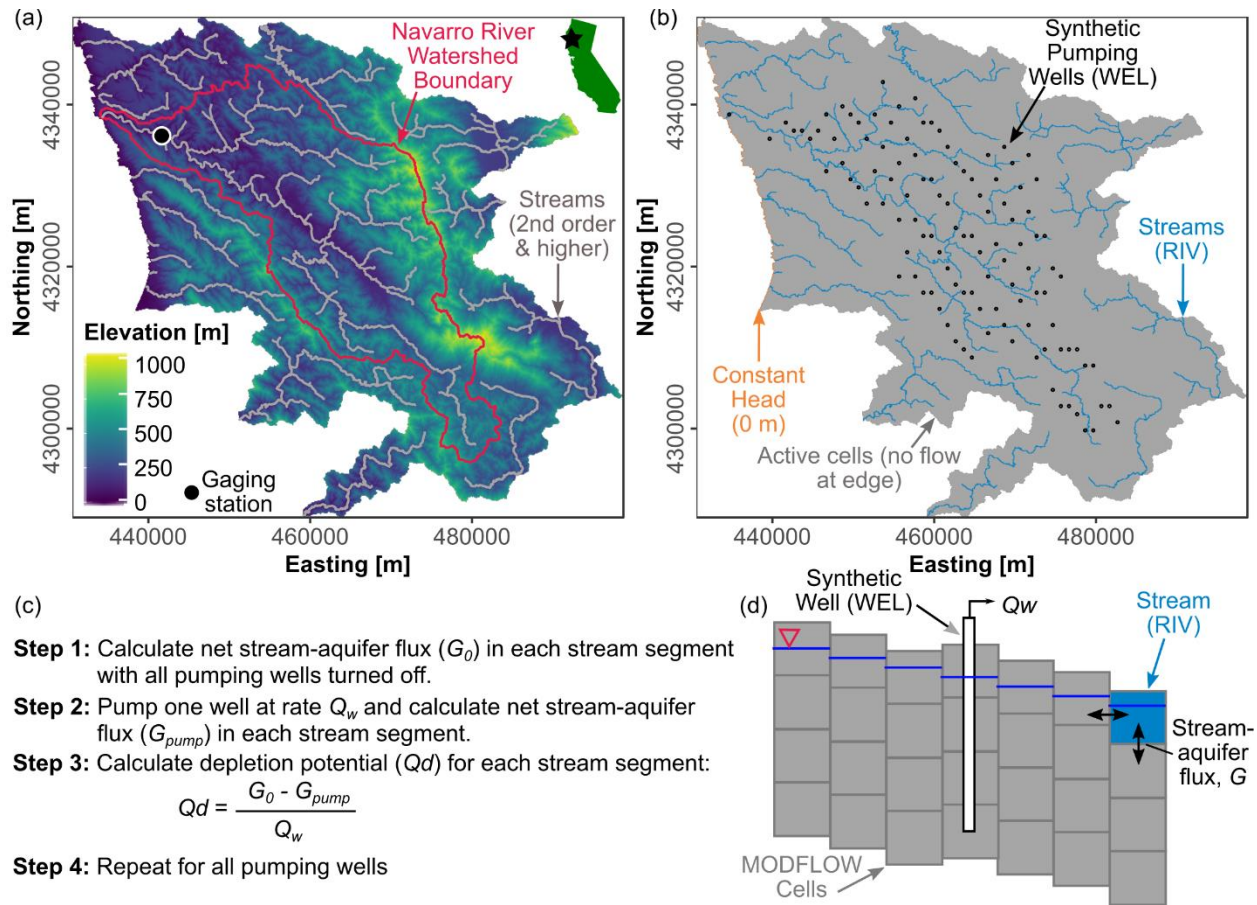 (a)
Navarro River
Watershed
Boundary
Streams
(2nd order
& higher)
Elevation [m]
1000
750
500
250
0
Gaging
station
Northing [m]
4340000
4320000
4300000
440000
460000
480000
Easting [m]
(b)
Synthetic
Pumping
Wells (WEL)
Streams
(RIV)
Constant
Head
(0 m)
Active cells (no flow
at edge)
Northing [m]
4340000
4320000
4300000
440000
460000
480000
Easting [m]
(c)
Step 1: Calculate net stream-aquifer flux (G0) in each stream segment
with all pumping wells turned off.
Step 2: Pump one well at rate Qw and calculate net stream-aquifer
flux (Gpump) in each stream segment.
Step 3: Calculate depletion potential (Qd) for each stream segment:
Qd = G0 - Gpump
Qw
Step 4: Repeat for all pumping wells
(d)
Synthetic
Well (WEL)
Qw
Stream
(RIV)
Stream-
aquifer
flux, G
MODFLOW
Cells